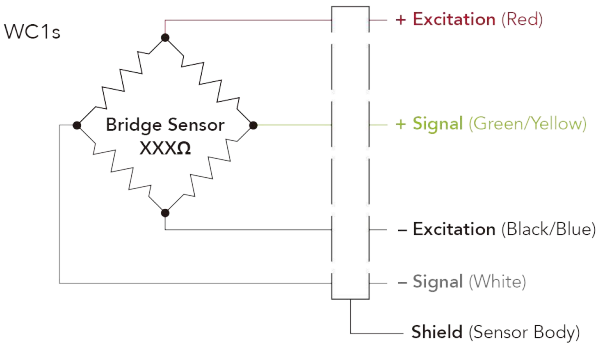 WC1s
+ Excitation (Red)
Bridge Sensor
XXXΩ
+ Signal (Green/Yellow)
– Excitation (Black/Blue)
– Signal (White)
Shield (Sensor Body)